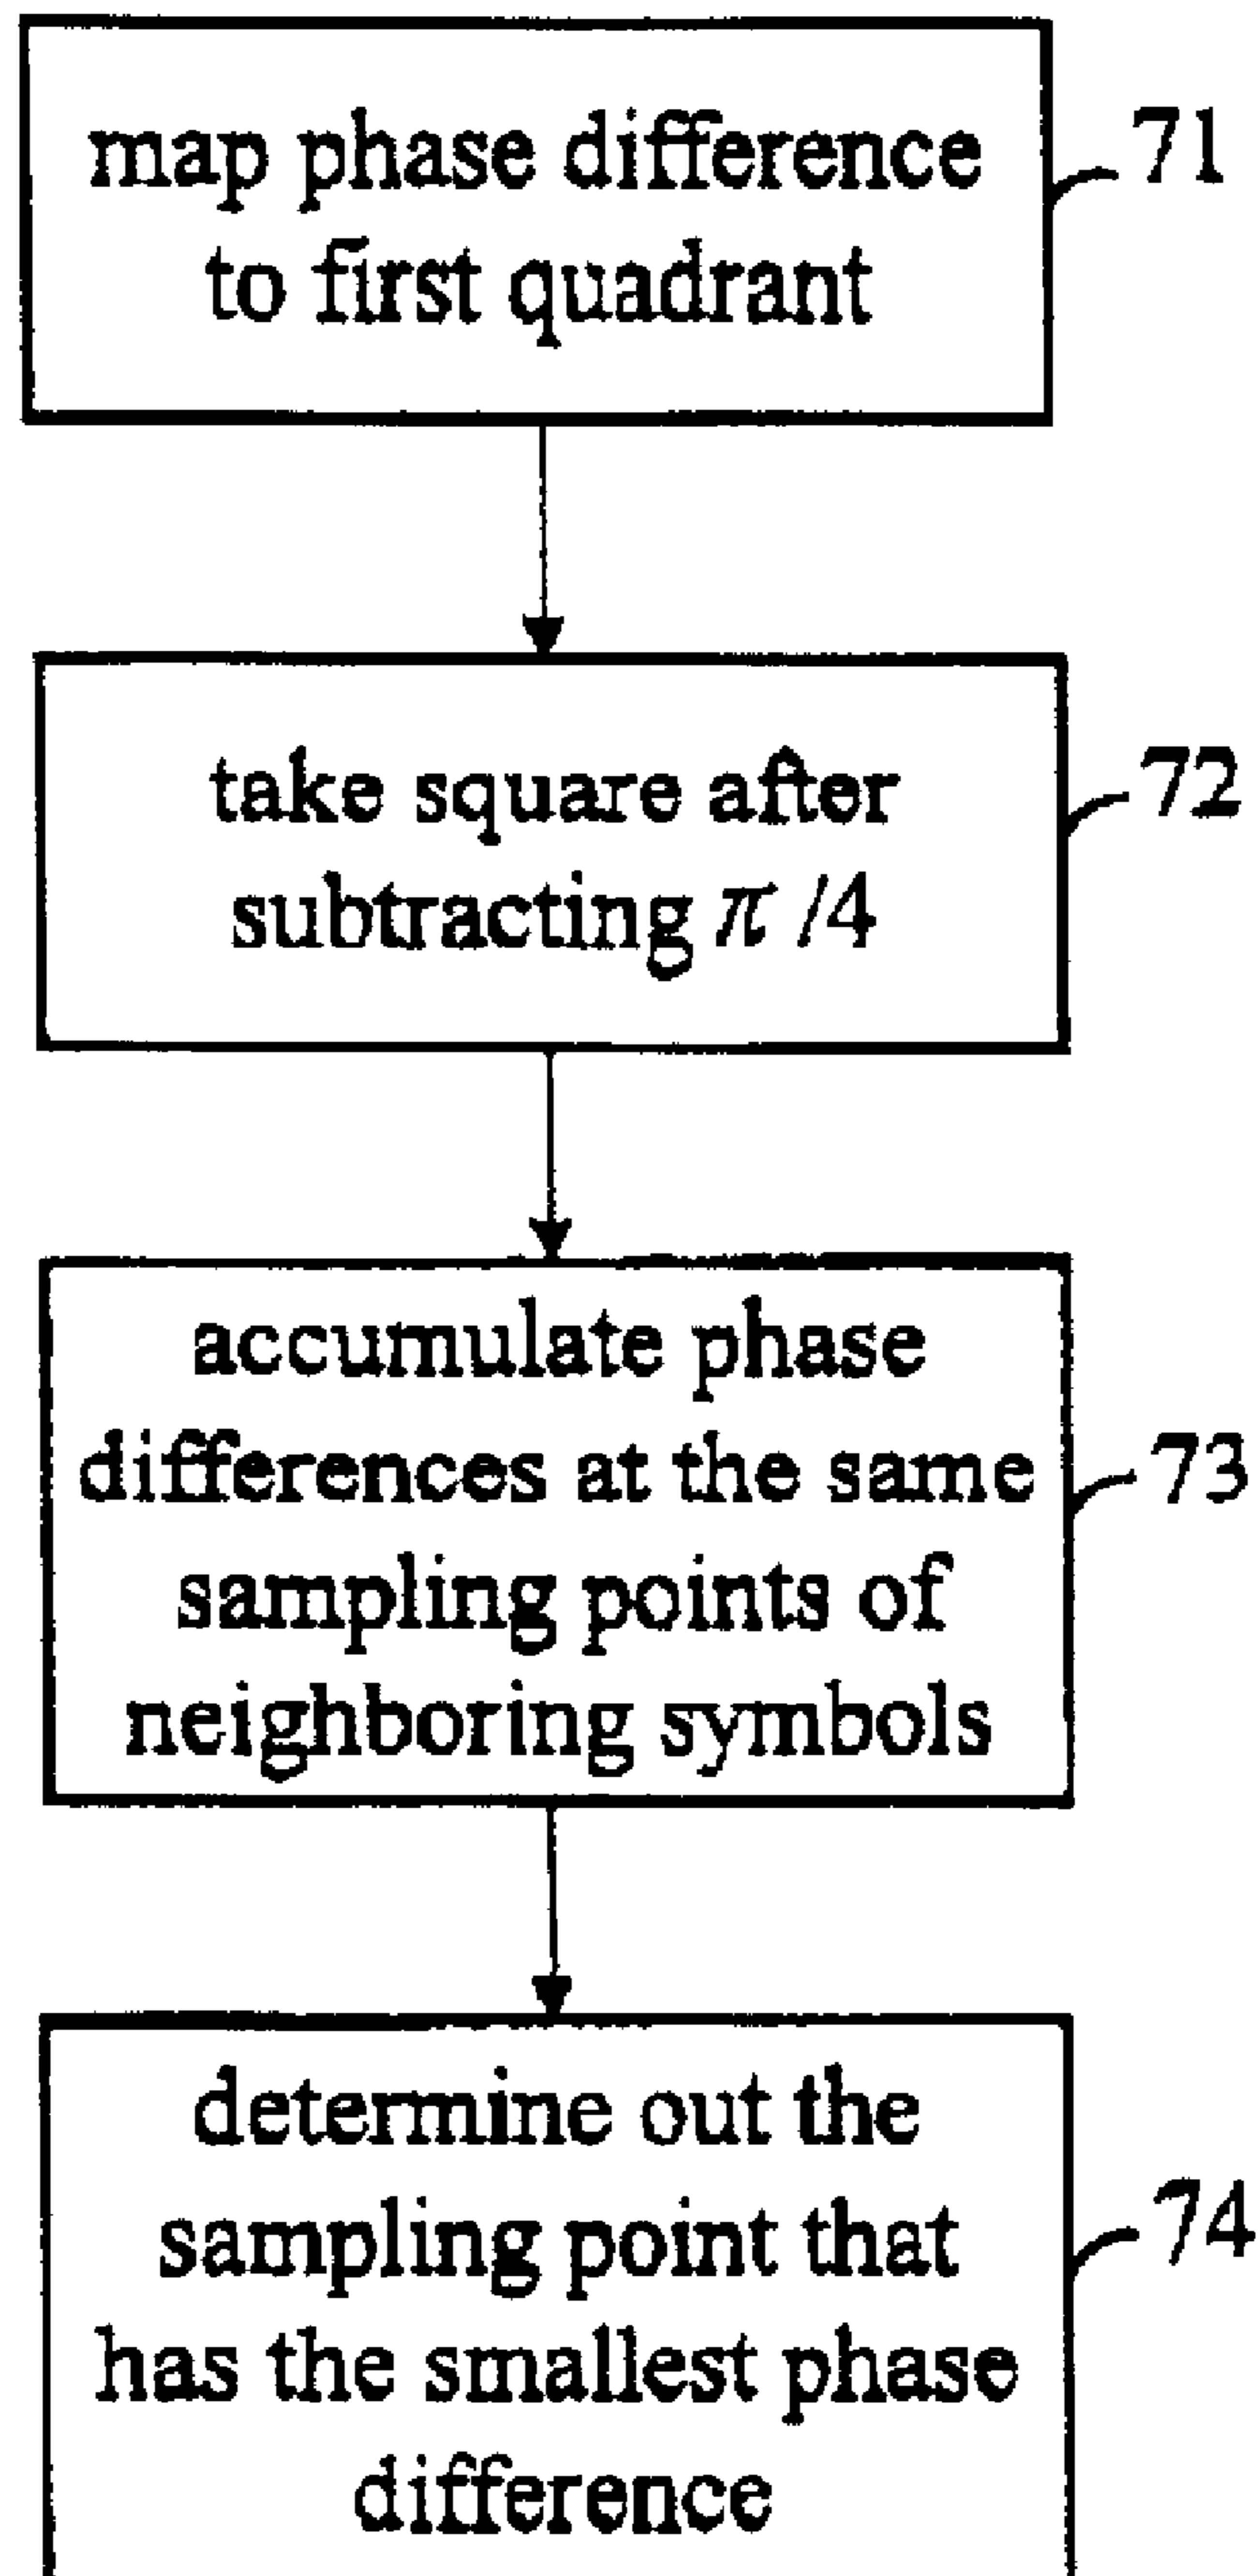 map phase difference
to first quadrant
71
take square after
subtracting π /4
72
accumulate phase
differences at the same
sampling points of
neighboring symbols
73
determine out the
sampling point that
has the smallest phase
difference
74